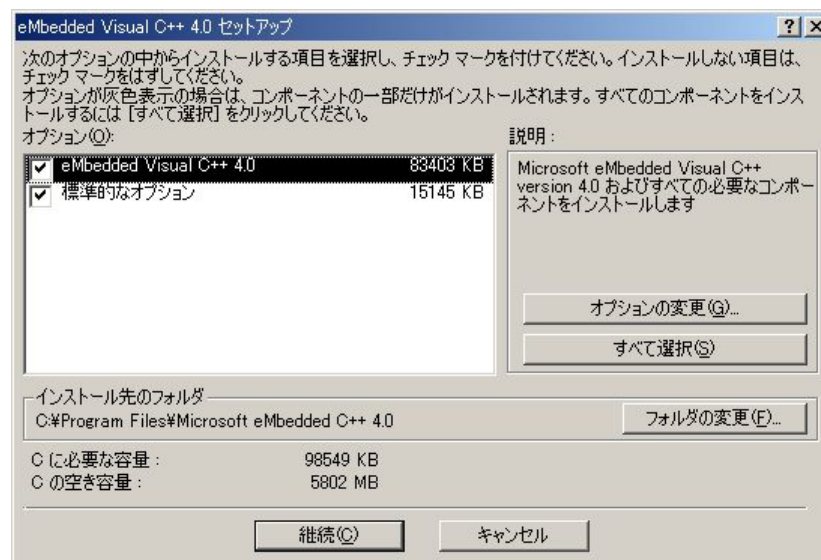 eMbedded Visual C++ 4.0 セットアップ
次のオプションの中からインストールする項目を選択し、チェック マークを付けてください。インストールしない項目は、
チェック マークをはずしてください。
オプションが灰色表示の場合は、コンポーネントの一部だけがインストールされます。すべてのコンポーネントをインス
トールするには [すべて選択] をクリックしてください。
オプション(O):
説明 :
eMbedded Visual C++ 4.0 83403 KB
標準的なオプション 15145 KB
Microsoft eMbedded Visual C++
version 4.0 およびすべての必要なコンポー
ネントをインストールします
オプションの変更(G)...
すべて選択(S)
インストール先のフォルダ
C:¥Program Files¥Microsoft eMbedded C++ 4.0
フォルダの変更(F)...
C に必要な容量 : 98549 KB
C の空き容量 : 5802 MB
継続(C)
キャンセル